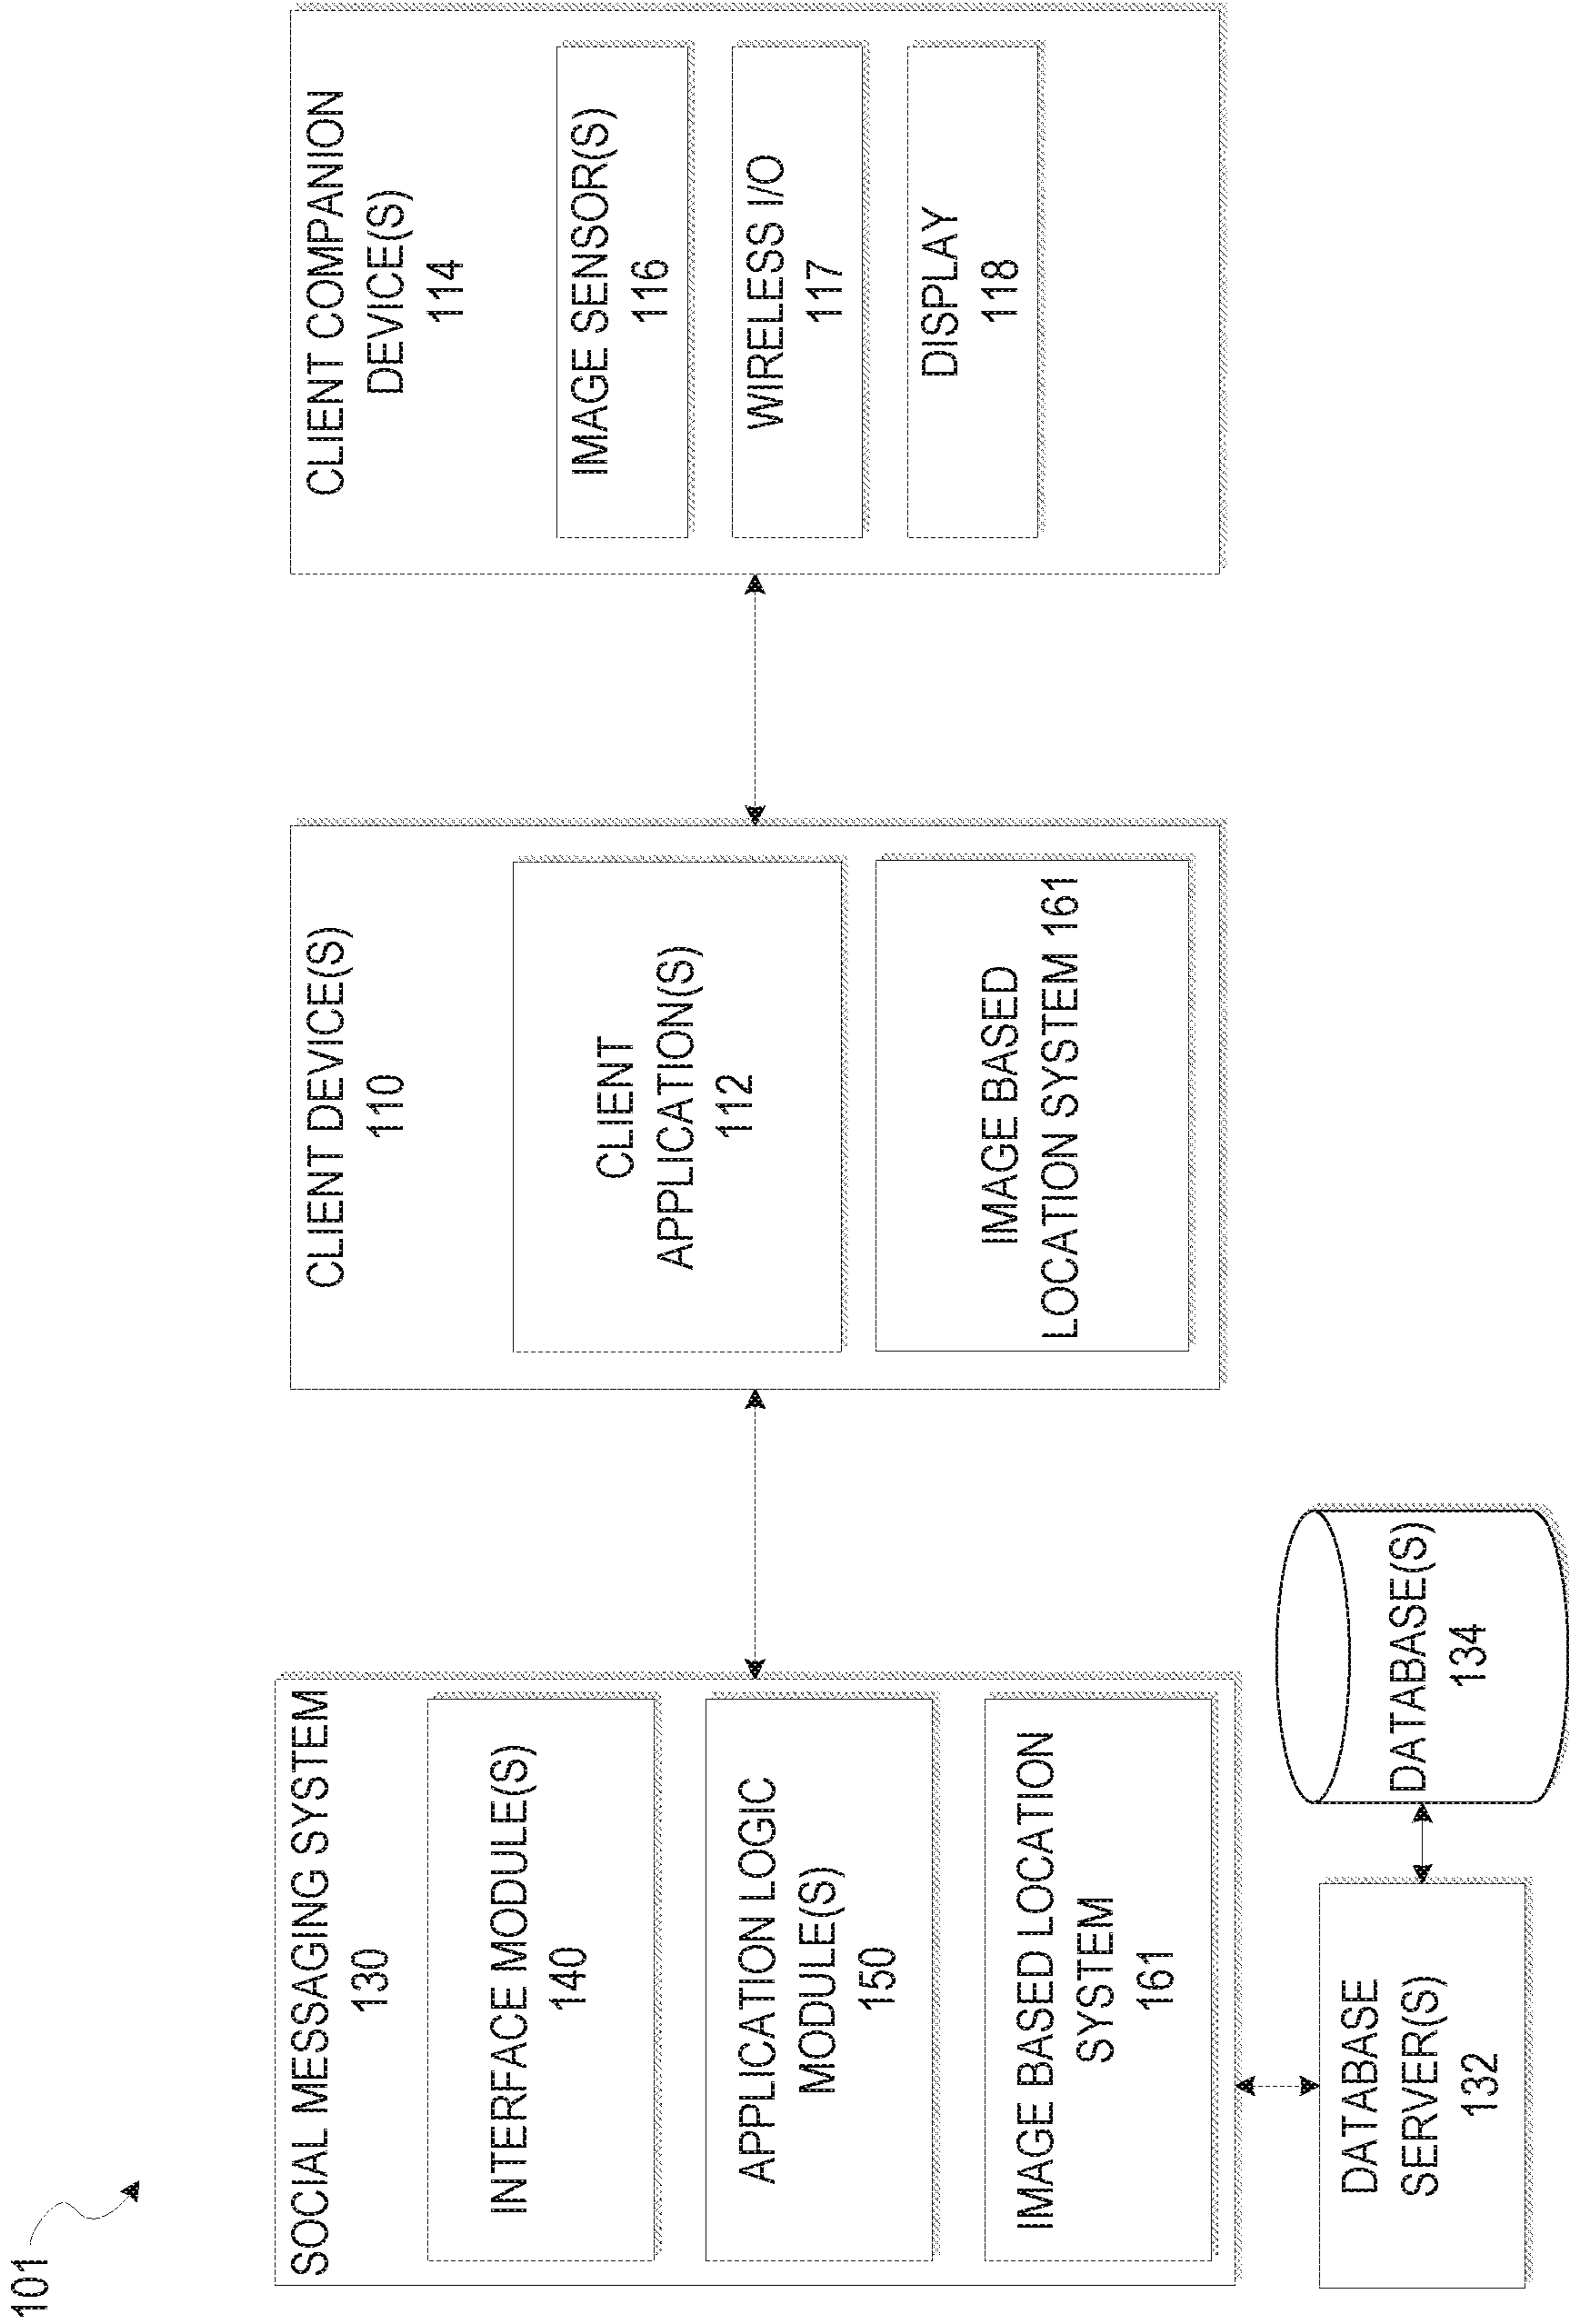 101
SOCIAL MESSAGING SYSTEM
130
INTERFACE MODULE(S)
140
APPLICATION LOGIC
MODULE(S)
150
IMAGE BASED LOCATION
SYSTEM
161
DATABASE
SERVER(S)
132
DATABASE(S)
134
CLIENT DEVICE(S)
110
CLIENT
APPLICATION(S)
112
IMAGE BASED
LOCATION SYSTEM 161
CLIENT COMPANION
DEVICE(S)
114
IMAGE SENSOR(S)
116
WIRELESS I/O
117
DISPLAY
118